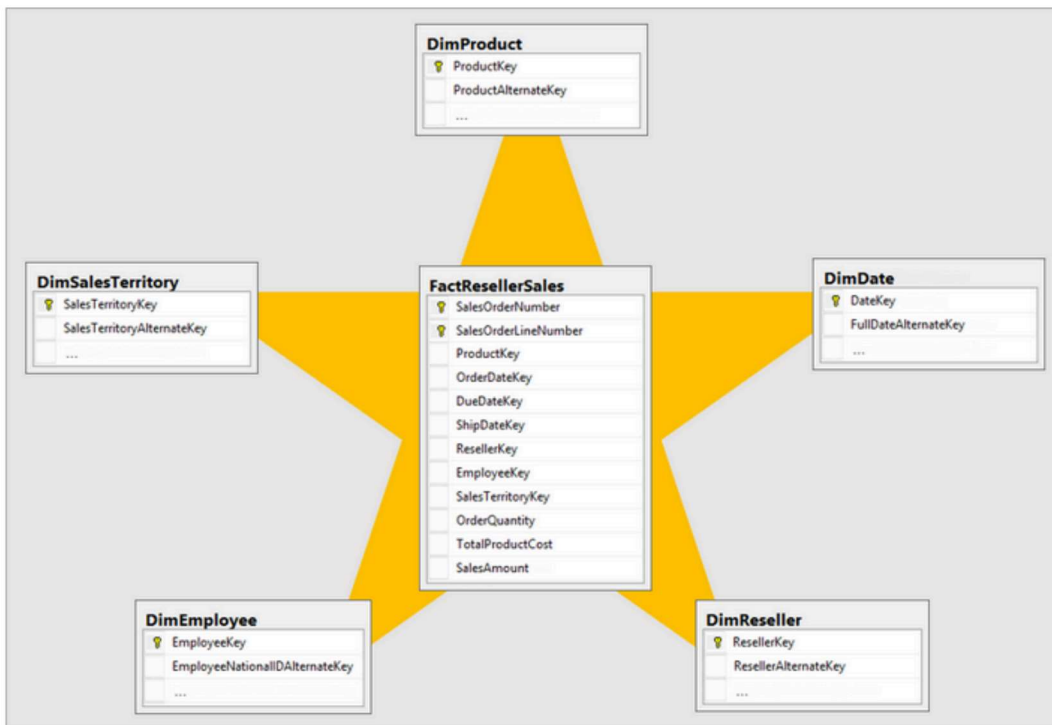 DimProduct
ProductKey
ProductAlternateKey
...
DimSalesTerritory
SalesTerritoryKey
SalesTerritoryAlternateKey
...
FactResellerSales
SalesOrderNumber
SalesOrderLineNumber
ProductKey
OrderDateKey
DueDateKey
ShipDateKey
ResellerKey
EmployeeKey
SalesTerritoryKey
OrderQuantity
TotalProductCost
SalesAmount
DimDate
DateKey
FullDateAlternateKey
...
DimEmployee
EmployeeKey
EmployeeNationalIDAlternateKey
...
DimReseller
ResellerKey
ResellerAlternateKey
...